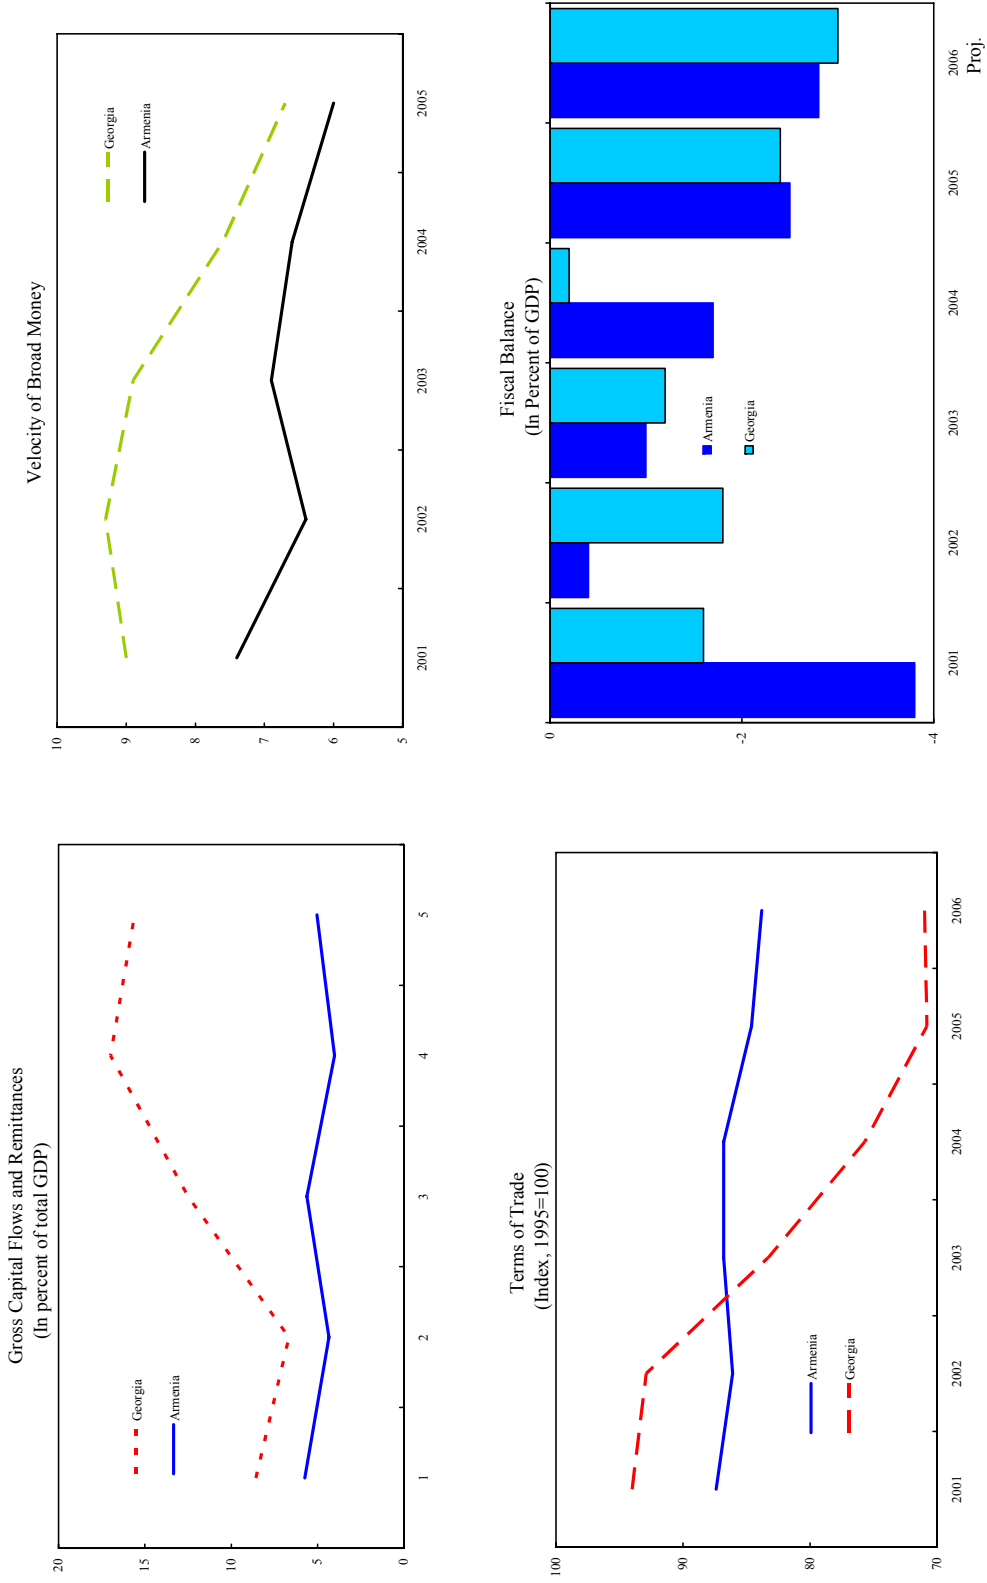 Gross Capital Flows and Remittances
(In percent of total GDP)
20
15
10
5
0
1
2
3
4
5
Georgia
Armenia
Velocity of Broad Money
10
9
8
7
6
5
2001
2002
2003
2004
2005
Georgia
Armenia
Terms of Trade
(Index, 1995=100)
100
90
80
70
2001
2002
2003
2004
2005
2006
Armenia
Georgia
Fiscal Balance
(In Percent of GDP)
0
-2
-4
2001
2002
2003
2004
2005
2006
Proj.
Armenia
Georgia